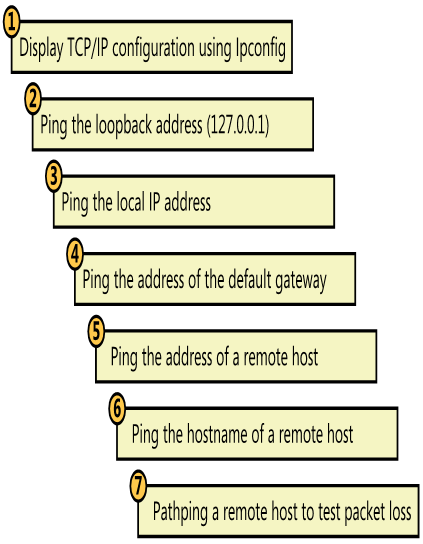 1
Display TCP/IP configuration using Ipconfig
2
Ping the loopback address (127.0.0.1)
3
Ping the local IP address
4
Ping the address of the default gateway
5
Ping the address of a remote host
6
Ping the hostname of a remote host
7
Pathping a remote host to test packet loss